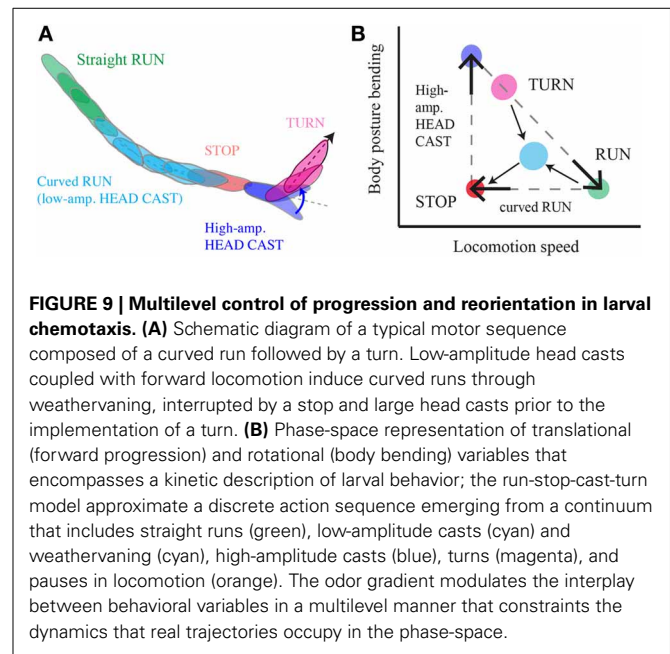 A
Straight RUN
TURN
STOP
Curved RUN
(low-amp. HEAD CAST)
High-amp.
HEAD CAST
B
Body posture bending
TURN
High-
amp.
HEAD
CAST
RUN
STOP
curved RUN
Locomotion speed
FIGURE 9 | Multilevel control of progression and reorientation in larval
chemotaxis. (A) Schematic diagram of a typical motor sequence
composed of a curved run followed by a turn. Low-amplitude head casts
coupled with forward locomotion induce curved runs through
weathervaning, interrupted by a stop and large head casts prior to the
implementation of a turn. (B) Phase-space representation of translational
(forward progression) and rotational (body bending) variables that
encompasses a kinetic description of larval behavior; the run-stop-cast-turn
model approximate a discrete action sequence emerging from a continuum
that includes straight runs (green), low-amplitude casts (cyan) and
weathervaning (cyan), high-amplitude casts (blue), turns (magenta), and
pauses in locomotion (orange). The odor gradient modulates the interplay
between behavioral variables in a multilevel manner that constraints the
dynamics that real trajectories occupy in the phase-space.